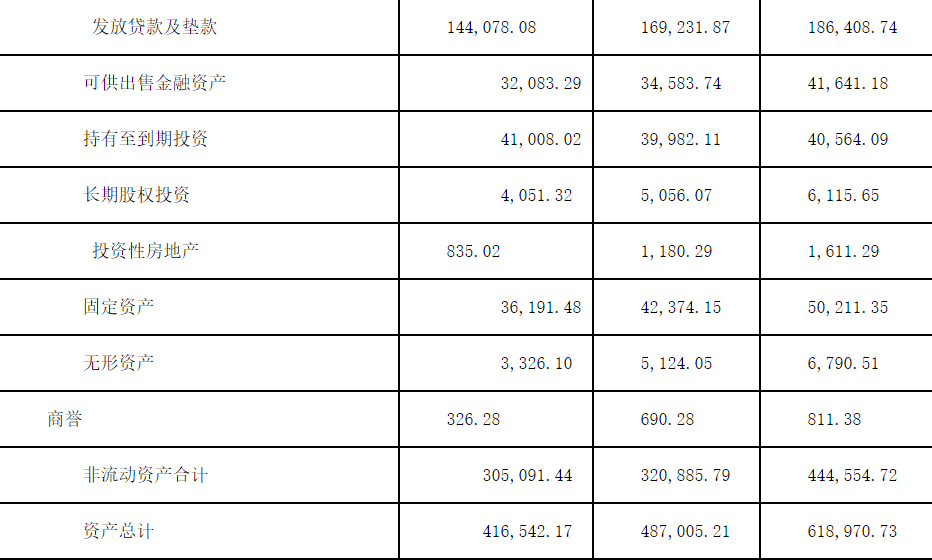 发放贷款及垫款 144,078.08 169,231.87 186,408.74
可供出售金融资产 32,083.29 34,583.74 41,641.18
持有至到期投资 41,008.02 39,982.11 40,564.09
长期股权投资 4,051.32 5,056.07 6,115.65
投资性房地产 835.02 1,180.29 1,611.29
固定资产 36,191.48 42,374.15 50,211.35
无形资产 3,326.10 5,124.05 6,790.51
商誉 326.28 690.28 811.38
非流动资产合计 305,091.44 320,885.79 444,554.72
资产总计 416,542.17 487,005.21 618,970.73